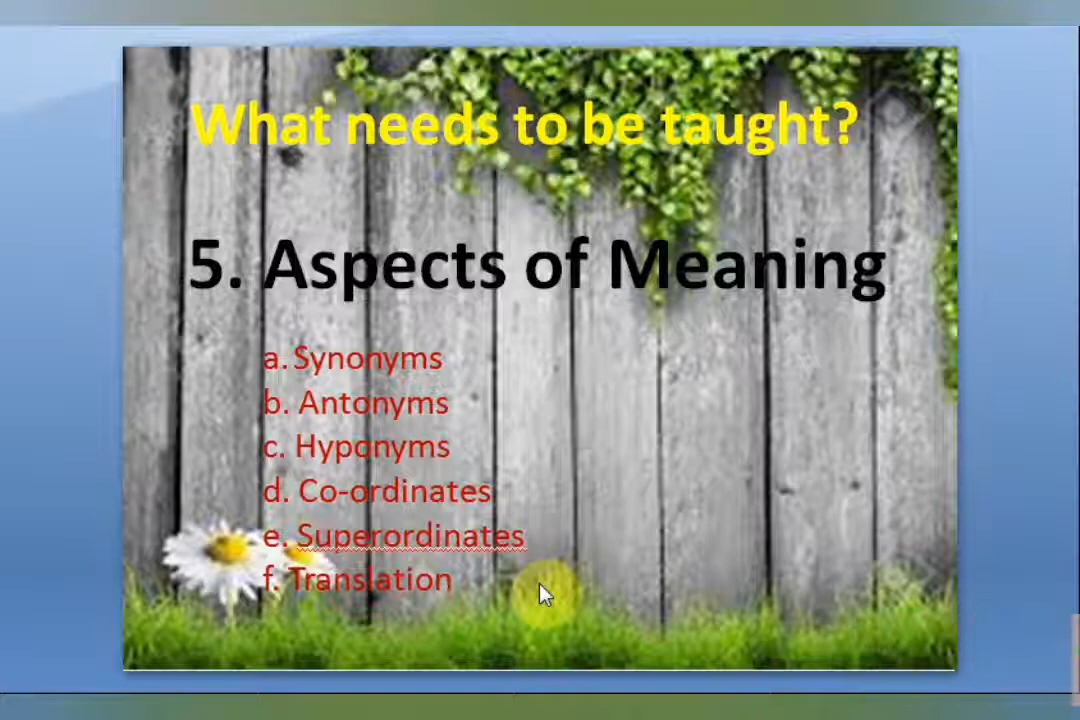 What needs to be taught?
5. Aspects of Meaning
a. Synonyms
b. Antonyms
c. Hyponyms
d. Co-ordinates
e. Superordinates
f. Translation